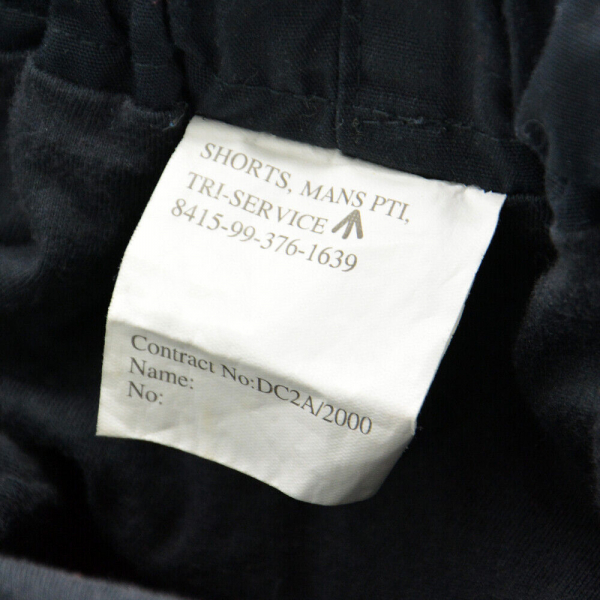 SHORTS, MANS PTI,
TRI-SERVICE
8415-99-376-1639
Contract No:DC2A/2000
Name:
No: